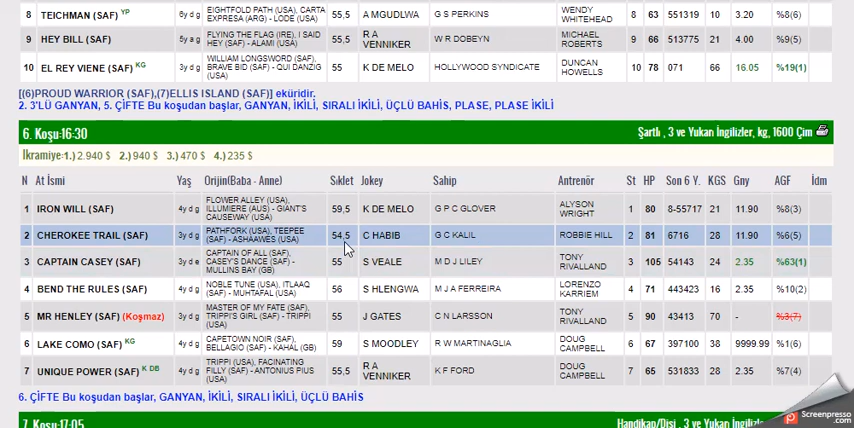 8 TEICHMAN (SAF) YP 6y d g EIGHTFOLD PATH (USA), CARTA EXPRESA (ARG) - LODE (USA) 55,5 A MGUDLWA G S PERKINS WENDY WHITEHEAD 8 63 551319 10 3.20 %8(6)
9 HEY BILL (SAF) 5y a g FLYING THE FLAG (IRE), I SAID HEY (SAF) - ALAMI (USA) 55,5 R A VENNIKER W R DOBEYN MICHAEL ROBERTS 9 66 513775 21 4.00 %9(5)
10 EL REY VIENE (SAF) KG 3y d g WILLIAM LONGSWORD (SAF), BRAVE BID (SAF) - QUI DANZIG (USA) 55 K DE MELO HOLLYWOOD SYNDICATE DUNCAN HOWELLS 10 78 071 66 16.05 %19(1)
[(6)PROUD WARRIOR (SAF),(7)ELLIS ISLAND (SAF)] eküridir.
2. 3'LÜ GANYAN, 5. ÇİFTE Bu koşudan başlar, GANYAN, İKİLİ, SIRALI İKİLİ, ÜÇLÜ BAHİS, PLASE, PLASE İKİLİ
6. Koşu:16:30 Şartlı , 3 ve Yukarı İngilizler, kg, 1600 Çim
İkramiye:1.) 2.940 $ 2.) 940 $ 3.) 470 $ 4.) 235 $
N At İsmi Yaş Orijin(Baba - Anne) Sıklet Jokey Sahip Antrenör St HP Son 6 Y. KGS Gny AGF İdm
1 IRON WILL (SAF) 4y d g FLOWER ALLEY (USA), ILLUMIERE (AUS) - GIANT'S CAUSEWAY (USA) 59,5 K DE MELO G P C GLOVER ALYSON WRIGHT 1 80 8-55717 21 11.90 %8(3)
2 CHEROKEE TRAIL (SAF) 3y d g PATHFORK (USA), TEEPEE (SAF) - ASHAAWES (USA) 54,5 C HABIB G C KALIL ROBBIE HILL 2 81 6716 28 11.90 %6(5)
3 CAPTAIN CASEY (SAF) 3y d e CAPTAIN OF ALL (SAF), CASEY'S DANCE (SAF) - MULLINS BAY (GB) 55 S VEALE M D J LILEY TONY RIVALLAND 3 105 54143 24 2.35 %63(1)
4 BEND THE RULES (SAF) 4y d g NOBLE TUNE (USA), ITLAAQ (SAF) - MUHTAFAL (USA) 56 S HLENGWA M J A FERREIRA LORENZO KARRIEM 4 71 443423 16 2.35 %10(2)
5 MR HENLEY (SAF) (Koşmaz) 3y d g MASTER OF MY FATE (SAF), TRIPPI'S GIRL (SAF) - TRIPPI (USA) 55 J GATES C N LARSSON TONY RIVALLAND 5 90 43413 70 - %3(7)
6 LAKE COMO (SAF) KG 4y d g CAPETOWN NOIR (SAF), BELLAGIO (SAF) - KAHAL (GB) 59 S MOODLEY R W MARTINAGLIA DOUG CAMPBELL 6 67 397100 38 9999.99 %1(6)
7 UNIQUE POWER (SAF) K DB 4y d g TRIPPI (USA), FACINATING FILLY (SAF) - ANTONIUS PIUS (USA) 55,5 R A VENNIKER K F FORD DOUG CAMPBELL 7 65 531833 28 2.35 %7(4)
6. ÇİFTE Bu koşudan başlar, GANYAN, İKİLİ, SIRALI İKİLİ, ÜÇLÜ BAHİS
7. Koşu:17:05 Handikap/Dişi , 3 ve Yukarı İngilizler
Screenpresso
.com